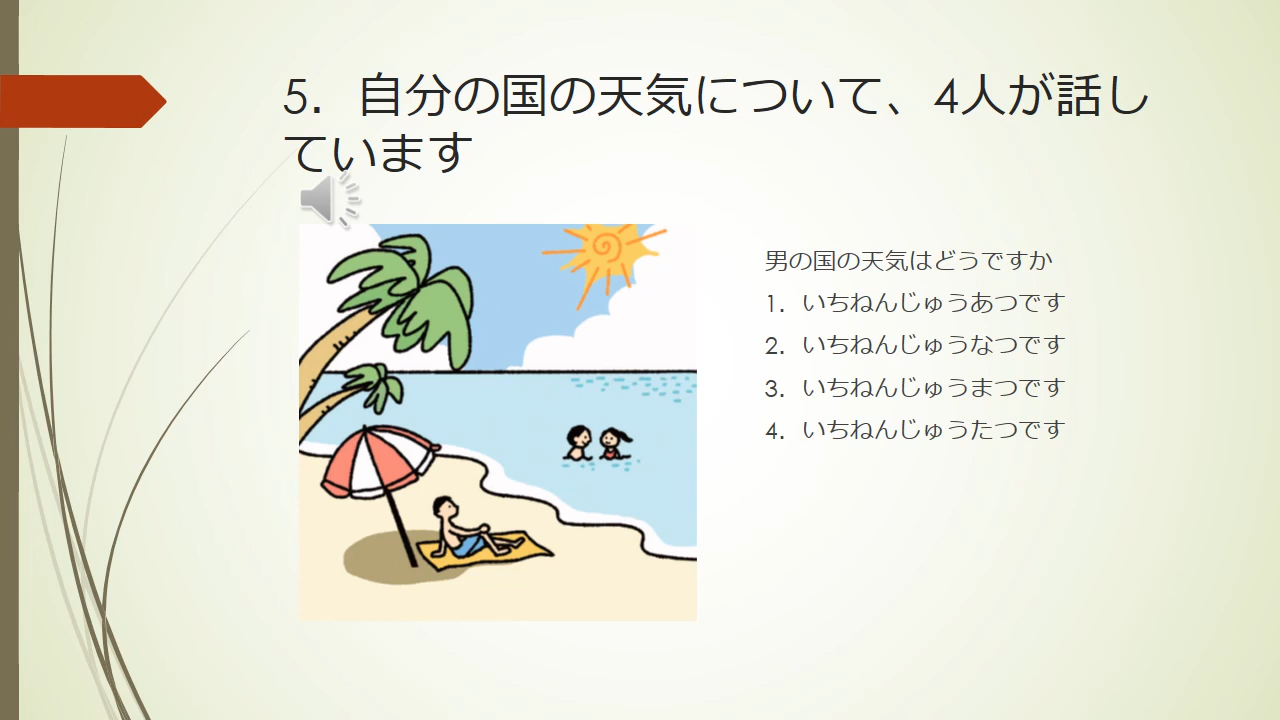 5．自分の国の天気について、4人が話し
ています
男の国の天気はどうですか
1．いちねんじゅうあつです
2．いちねんじゅうなつです
3．いちねんじゅうまつです
4．いちねんじゅうたつです